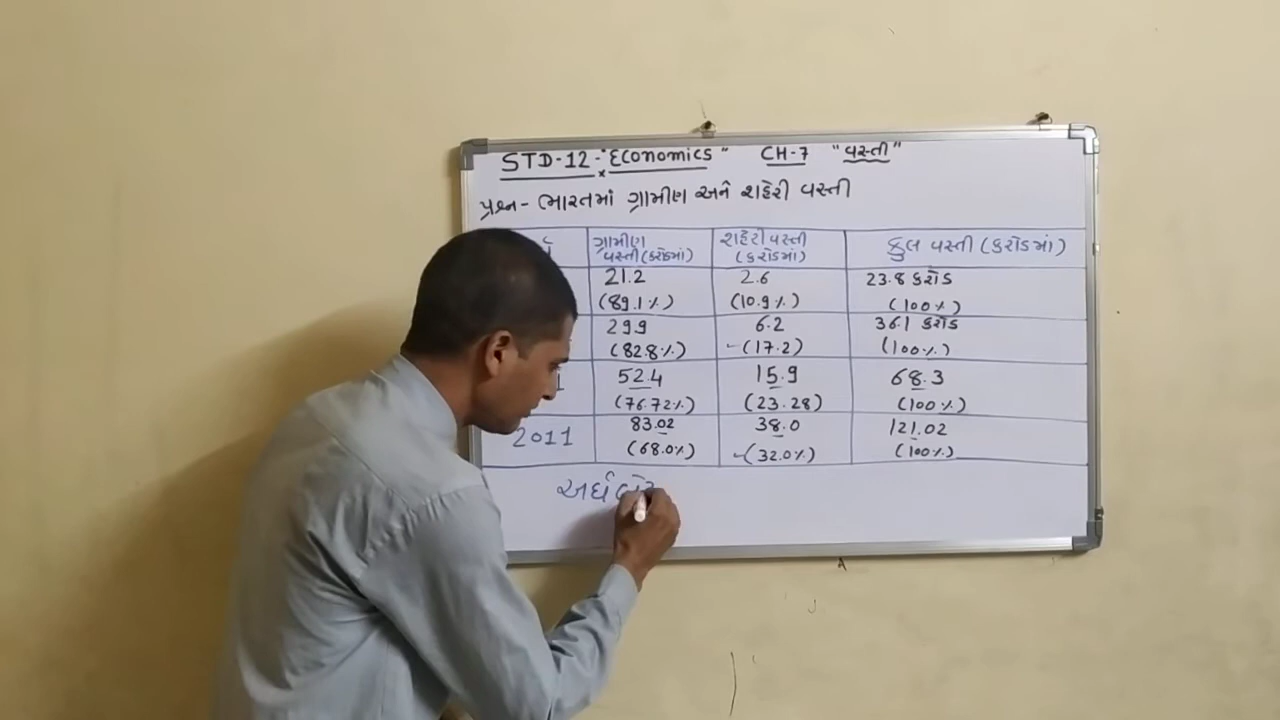 STD-12 - "Economics" CH-7 "વસ્તી"
પ્રશ્ન - ભારતમાં ગ્રામીણ અને શહેરી વસ્તી
ગ્રામીણ વસ્તી (કરોડમાં) શહેરી વસ્તી (કરોડમાં) કુલ વસ્તી (કરોડમાં)
21.2 2.6 23.8 કરોડ
(89.1%) (10.9%) (100%)
299 6.2 36.1 કરોડ
(82.8%) (17.2) (100%)
52.4 15.9 68.3
(76.72%) (23.28) (100%)
2011 83.02 38.0 121.02
(68.0%) (32.0%) (100%)